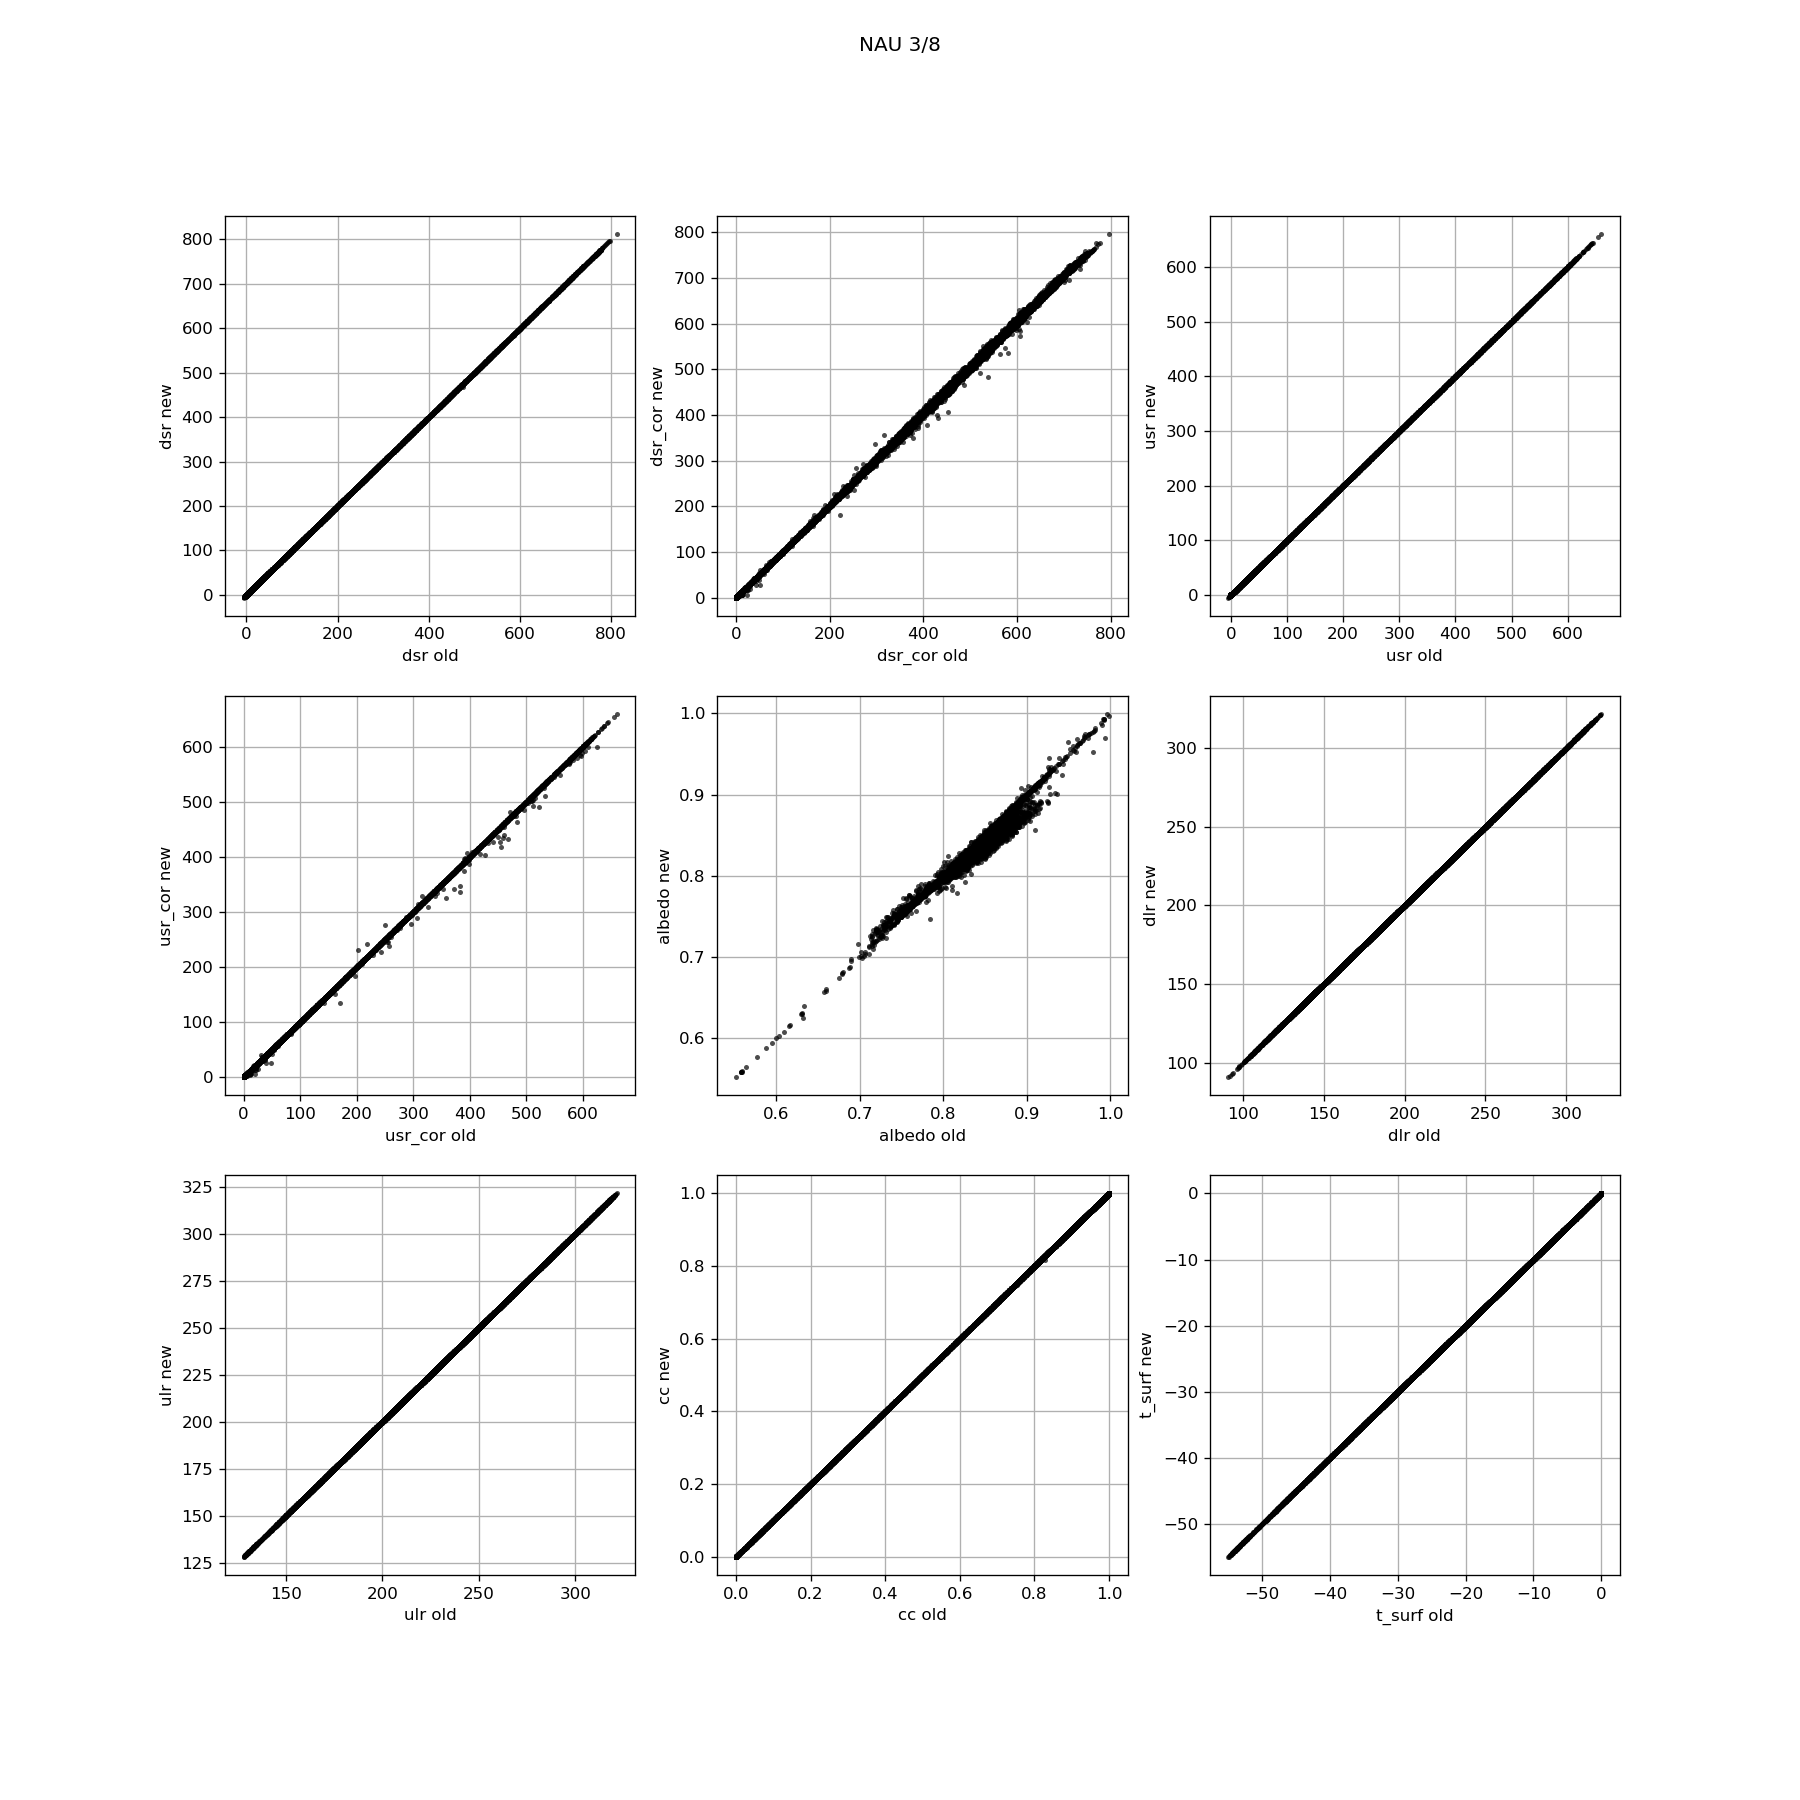 NAU 3/8
800
700
600
500
400
300
200
100
0
dsr new
0 200 400 600 800
dsr old
800
700
600
500
400
300
200
100
0
dsr_cor new
0 200 400 600 800
dsr_cor old
600
500
400
300
200
100
0
usr new
0 100 200 300 400 500 600
usr old
600
500
400
300
200
100
0
usr_cor new
0 100 200 300 400 500 600
usr_cor old
1.0
0.9
0.8
0.7
0.6
albedo new
0.6 0.7 0.8 0.9 1.0
albedo old
300
250
200
150
100
dlr new
100 150 200 250 300
dlr old
325
300
275
250
225
200
175
150
125
ulr new
150 200 250 300
ulr old
1.0
0.8
0.6
0.4
0.2
0.0
cc new
0.0 0.2 0.4 0.6 0.8 1.0
cc old
0
−10
−20
−30
−40
−50
t_surf new
−50 −40 −30 −20 −10 0
t_surf old